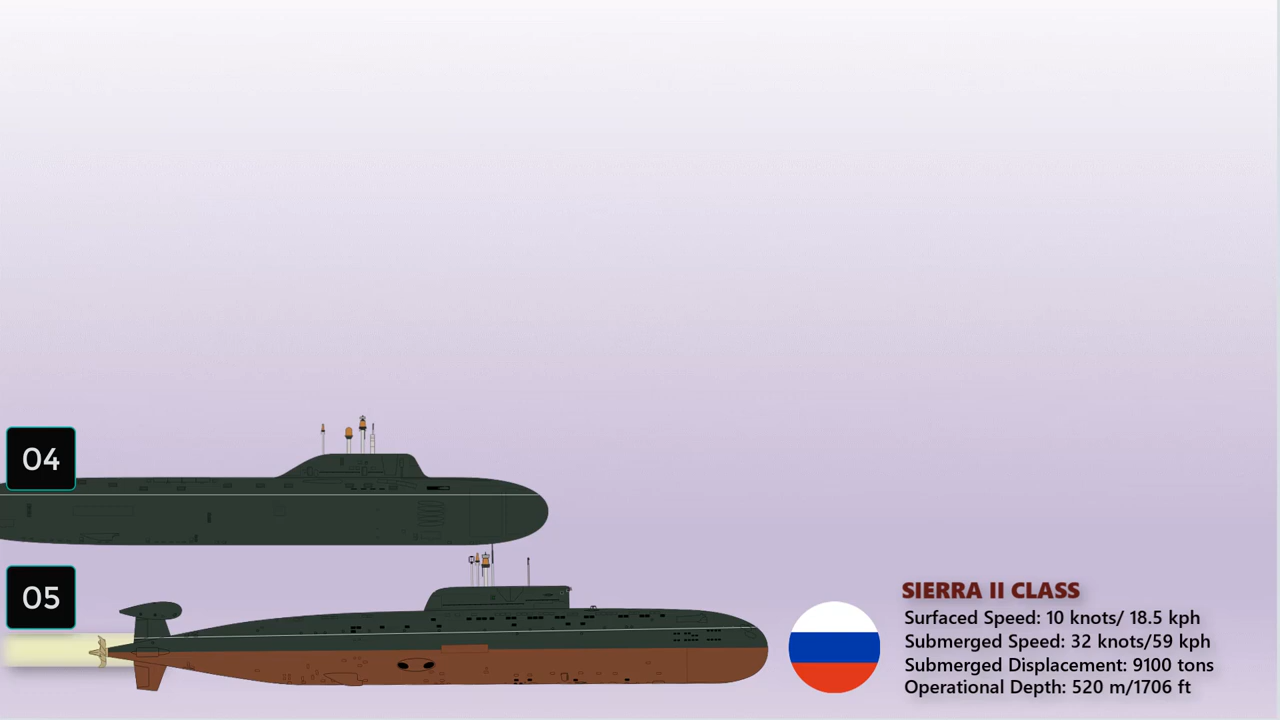 04
05
SIERRA II CLASS
Surfaced Speed: 10 knots/ 18.5 kph
Submerged Speed: 32 knots/59 kph
Submerged Displacement: 9100 tons
Operational Depth: 520 m/1706 ft